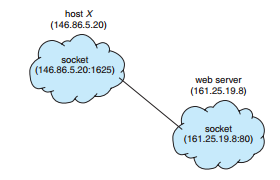 host X
(146.86.5.20)
socket
(146.86.5.20:1625)
web server
(161.25.19.8)
socket
(161.25.19.8:80)